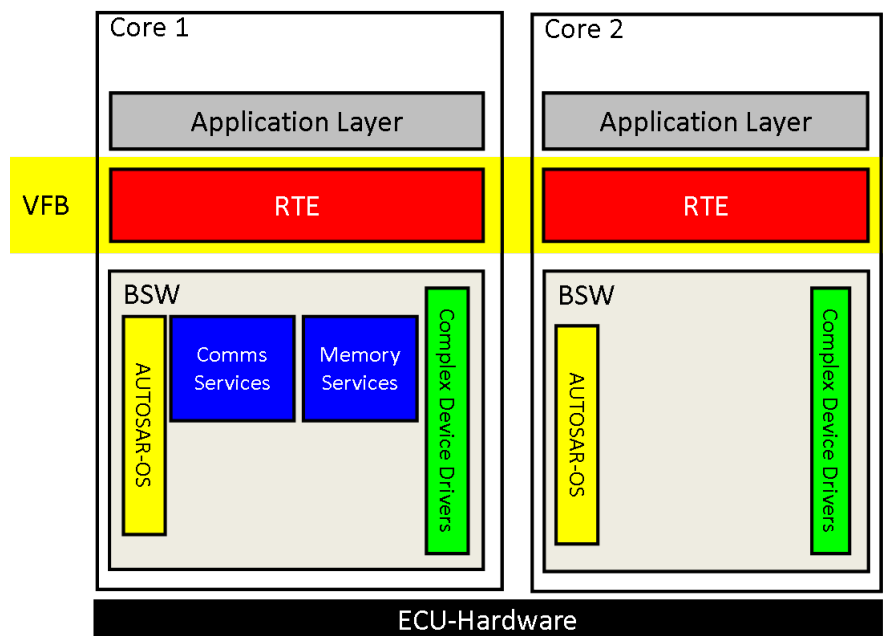 Core 1
Application Layer
VFB
RTE
BSW
AUTOSAR-OS
Comms
Services
Memory
Services
Complex Device Drivers
Core 2
Application Layer
RTE
BSW
AUTOSAR-OS
Complex Device Drivers
ECU-Hardware